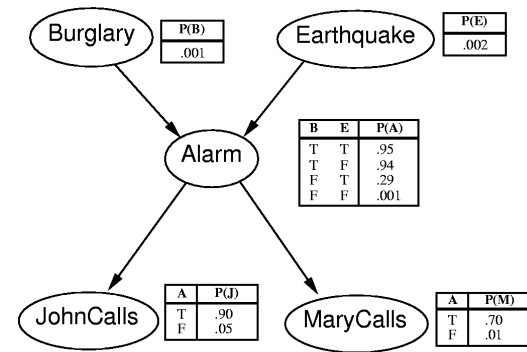 Burglary
P(B)
.001
Earthquake
P(E)
.002
Alarm
B E P(A)
T T .95
T F .94
F T .29
F F .001
JohnCalls
A P(J)
T .90
F .05
MaryCalls
A P(M)
T .70
F .01